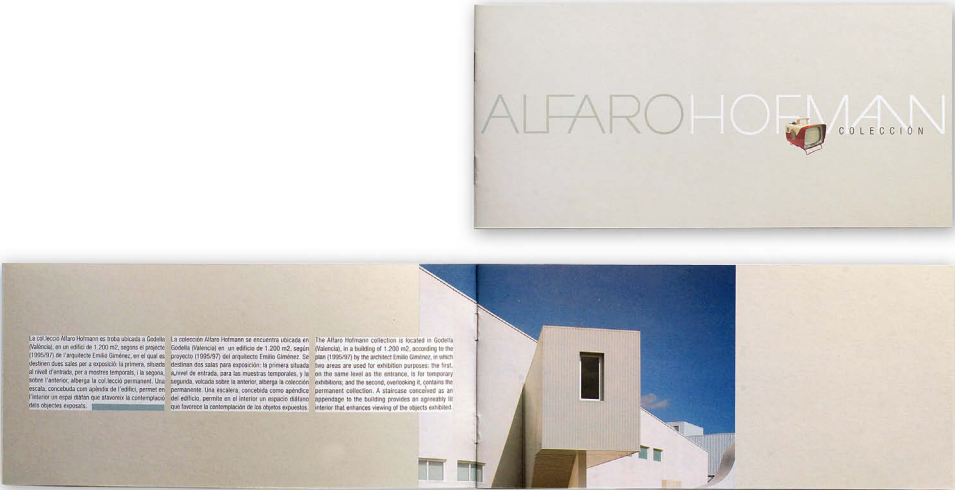 ALFAROHOFMANN
COLECCIÓN
La col.lecció Alfaro Hofmann es troba ubicada a Godella
(València), en un edifici de 1.200 m2, segons el projecte
(1995/97) de l'arquitecte Emilio Giménez, en el qual es
destinen dues sales per a exposició: la primera, situada
al nivell d'entrada, per a mostres temporals, i la segona,
sobre l'anterior, alberga la col.lecció permanent. Una
escala, concebuda com apèndix de l'edifici, permet en
l'interior un espai diàfan que afavoreix la contemplació
dels objectes exposats.
La colección Alfaro Hofmann se encuentra ubicada en
Godella (Valencia) en un edificio de 1.200 m2, según
proyecto (1995/97) del arquitecto Emilio Giménez. Se
destinan dos salas para exposición: la primera situada
a nivel de entrada, para las muestras temporales, y la
segunda, volcada sobre la anterior, alberga la colección
permanente. Una escalera, concebida como apéndice
del edificio, permite en el interior un espacio diáfano
que favorece la contemplación de los objetos expuestos.
The Alfaro Hofmann collection is located in Godella
(Valencia), in a building of 1.200 m2, according to the
plan (1995/97) by the architect Emilio Giménez, in which
two areas are used for exhibition purposes: the first,
on the same level as the entrance, is for temporary
exhibitions; and the second, overlooking it, contains the
permanent collection. A staircase conceived as an
appendage to the building provides an agreeably lit
interior that enhances viewing of the objects exhibited.